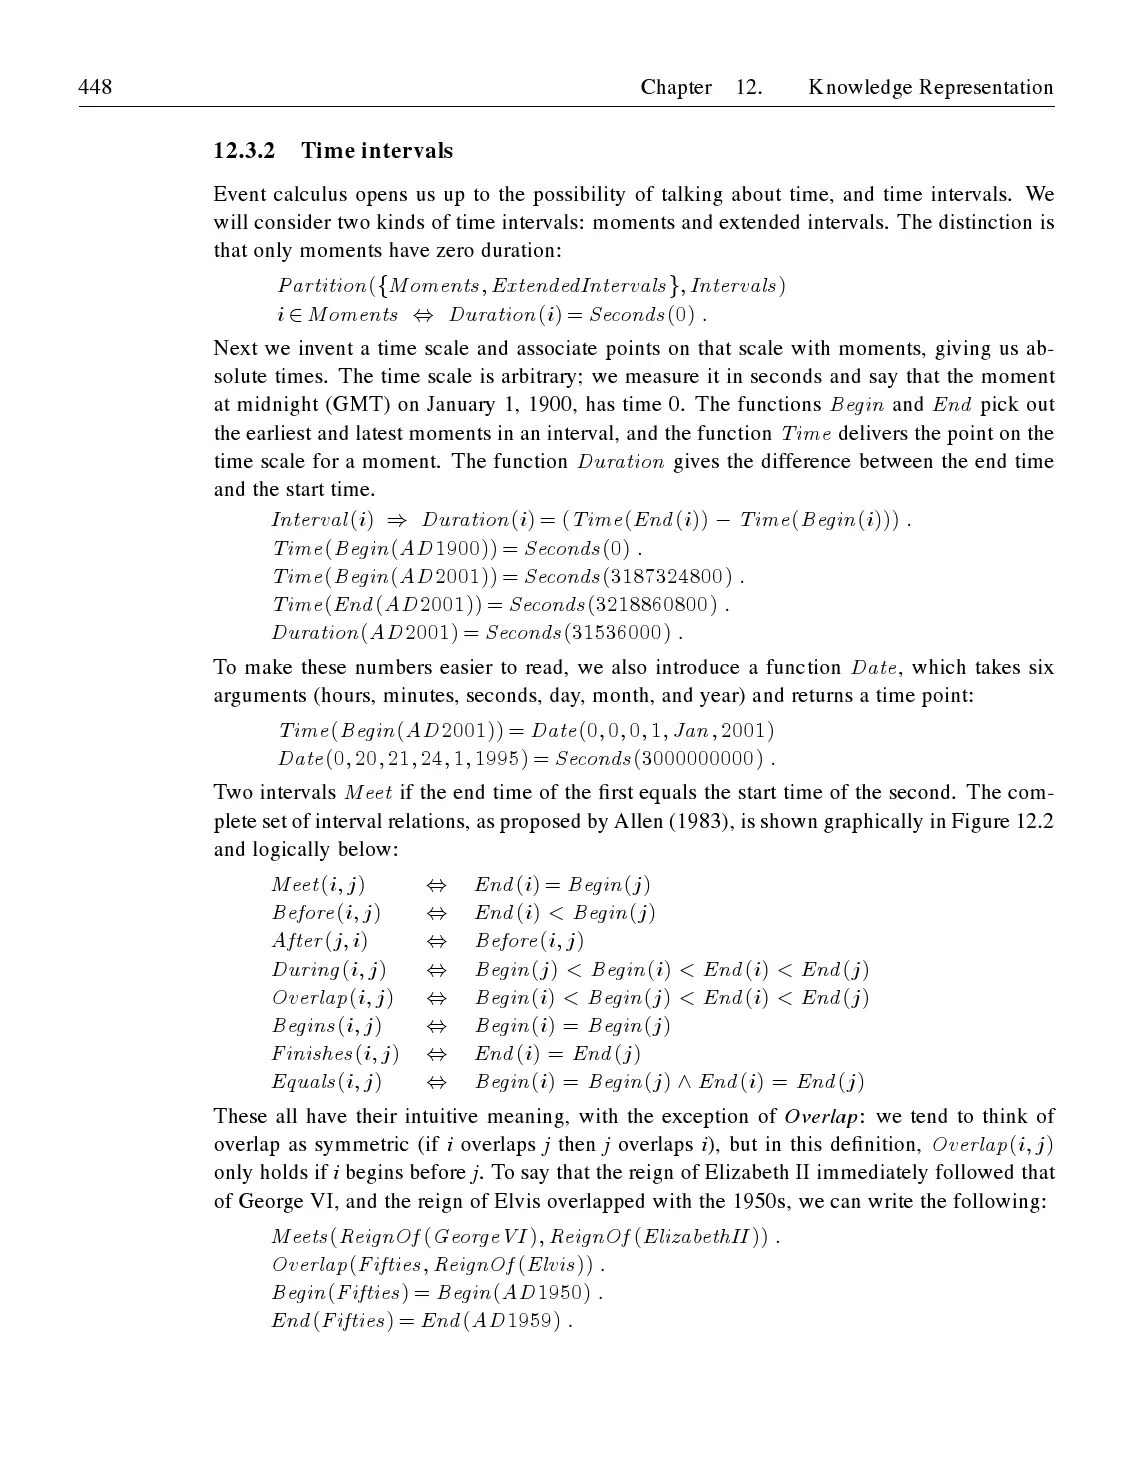 448 Chapter 12. Knowledge Representation
12.3.2 Time intervals
Event calculus opens us up to the possibility of talking about time, and time intervals. We
will consider two kinds of time intervals: moments and extended intervals. The distinction is
that only moments have zero duration:
Partition({Moments, ExtendedIntervals}, Intervals)
i ∈ Moments ⇔ Duration(i) = Seconds(0) .
Next we invent a time scale and associate points on that scale with moments, giving us ab-
solute times. The time scale is arbitrary; we measure it in seconds and say that the moment
at midnight (GMT) on January 1, 1900, has time 0. The functions Begin and End pick out
the earliest and latest moments in an interval, and the function Time delivers the point on the
time scale for a moment. The function Duration gives the difference between the end time
and the start time.
Interval(i) ⇒ Duration(i) = (Time(End(i)) − Time(Begin(i))) .
Time(Begin(AD1900)) = Seconds(0) .
Time(Begin(AD2001)) = Seconds(3187324800) .
Time(End(AD2001)) = Seconds(3218860800) .
Duration(AD2001) = Seconds(31536000) .
To make these numbers easier to read, we also introduce a function Date, which takes six
arguments (hours, minutes, seconds, day, month, and year) and returns a time point:
Time(Begin(AD2001)) = Date(0, 0, 0, 1, Jan, 2001)
Date(0, 20, 21, 24, 1, 1995) = Seconds(3000000000) .
Two intervals Meet if the end time of the first equals the start time of the second. The com-
plete set of interval relations, as proposed by Allen (1983), is shown graphically in Figure 12.2
and logically below:
Meet(i, j) ⇔ End(i) = Begin(j)
Before(i, j) ⇔ End(i) < Begin(j)
After(j, i) ⇔ Before(i, j)
During(i, j) ⇔ Begin(j) < Begin(i) < End(i) < End(j)
Overlap(i, j) ⇔ Begin(i) < Begin(j) < End(i) < End(j)
Begins(i, j) ⇔ Begin(i) = Begin(j)
Finishes(i, j) ⇔ End(i) = End(j)
Equals(i, j) ⇔ Begin(i) = Begin(j) ∧ End(i) = End(j)
These all have their intuitive meaning, with the exception of Overlap: we tend to think of
overlap as symmetric (if i overlaps j then j overlaps i), but in this definition, Overlap(i, j)
only holds if i begins before j. To say that the reign of Elizabeth II immediately followed that
of George VI, and the reign of Elvis overlapped with the 1950s, we can write the following:
Meets(ReignOf(GeorgeVI), ReignOf(ElizabethII)) .
Overlap(Fifties, ReignOf(Elvis)) .
Begin(Fifties) = Begin(AD1950) .
End(Fifties) = End(AD1959) .